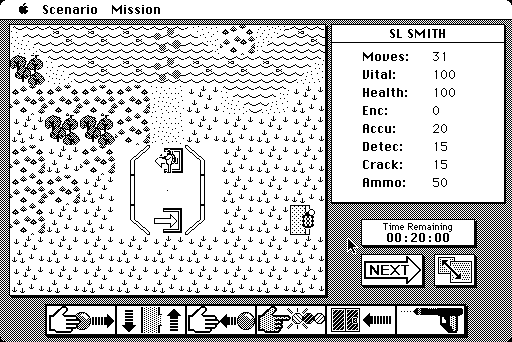 Scenario Mission
SL SMITH
Moves: 31
Vital: 100
Health: 100
Enc: 0
Accu: 20
Detec: 15
Crack: 15
Ammo: 50
Time Remaining
00:20:00
NEXT